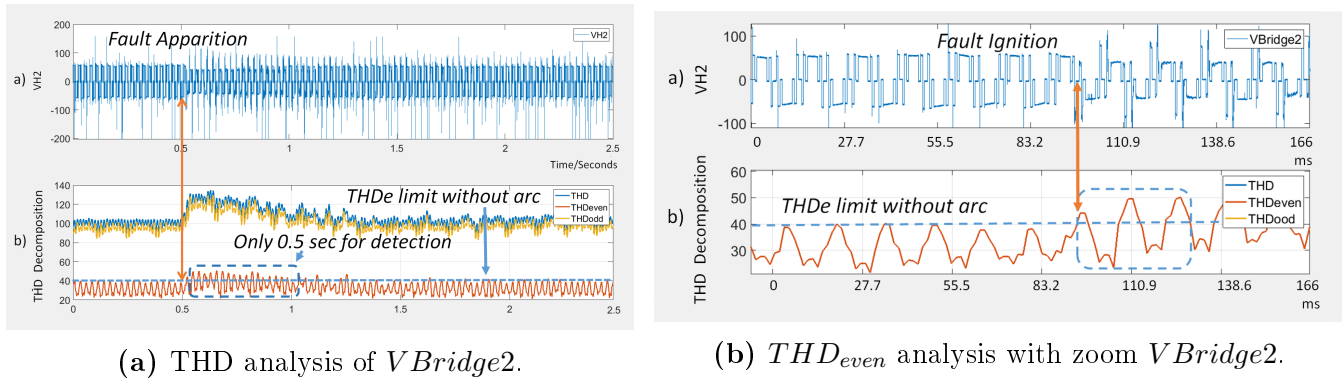 200
100
0
-100
-200
a)
VH2
Fault Apparition
VH2
0
0.5
1
1.5
2
2.5
Time/Seconds
140
120
100
80
60
40
20
b)
THD Decomposition
THDe limit without arc
THD
THDeven
THDodd
Only 0.5 sec for detection
0
0.5
1
1.5
2
2.5
(a) THD analysis of VBridge2.
100
0
-100
a)
VH2
Fault Ignition
VBridge2
0
27.7
55.5
83.2
110.9
138.6
166
ms
60
50
40
30
b)
THD Decomposition
THDe limit without arc
THD
THDeven
THDood
0
27.7
55.5
83.2
110.9
138.6
166
ms
(b) THDeven analysis with zoom VBridge2.